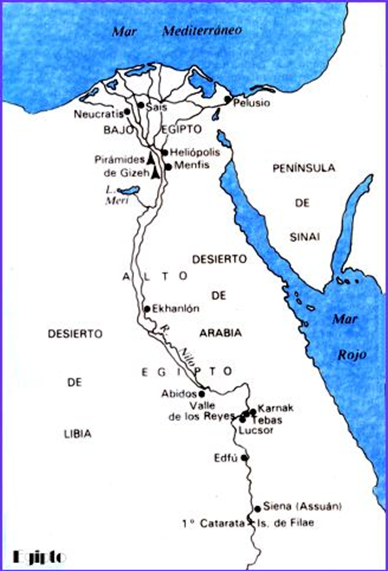 Mar Mediterráneo
Sais
Pelusio
Neucratis
BAJO EGIPTO
Heliópolis
Pirámides
de Gizeh
Menfis
L.
Meri
PENÍNSULA
DE
SINAI
DESIERTO
DE
ARABIA
ALTO
Ekhanlón
Mar
Rojo
DESIERTO
DE
LIBIA
R. Nilo
EGIPTO
Abidos
Valle
de los Reyes
Karnak
Tebas
Lucsor
Edfú
Siena (Assuán)
1º Catarata Is. de Filae
Egipto